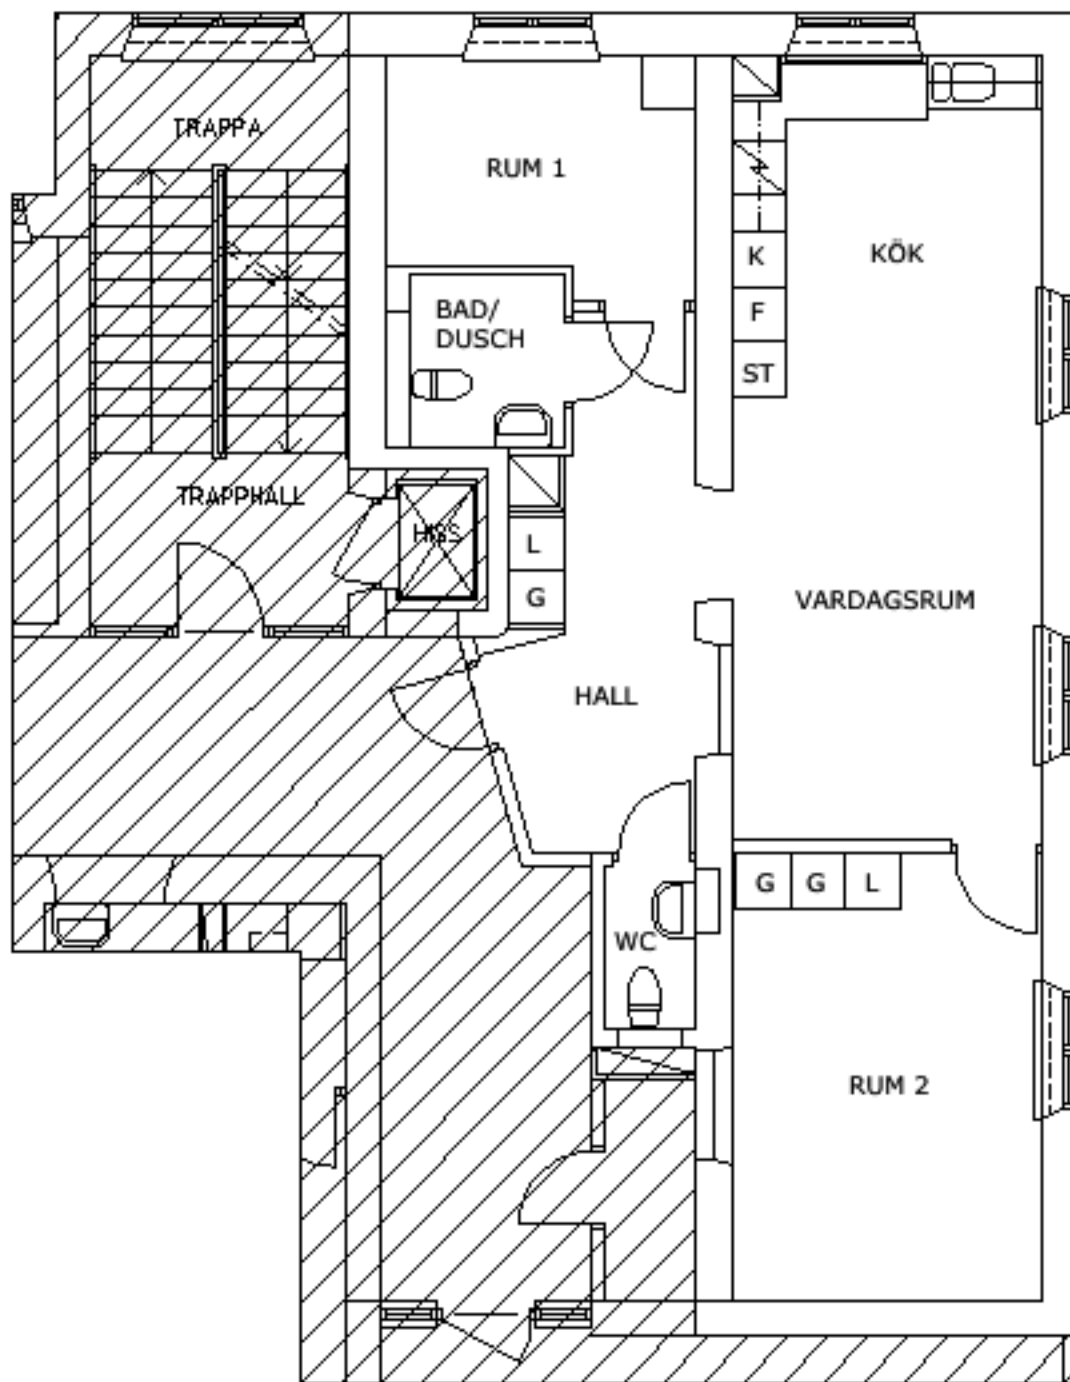 TRAPPA
RUM 1
KÖK
K
F
ST
BAD/
DUSCH
TRAPPHALL
HISS
L
G
VARDAGSRUM
HALL
G G L
WC
RUM 2